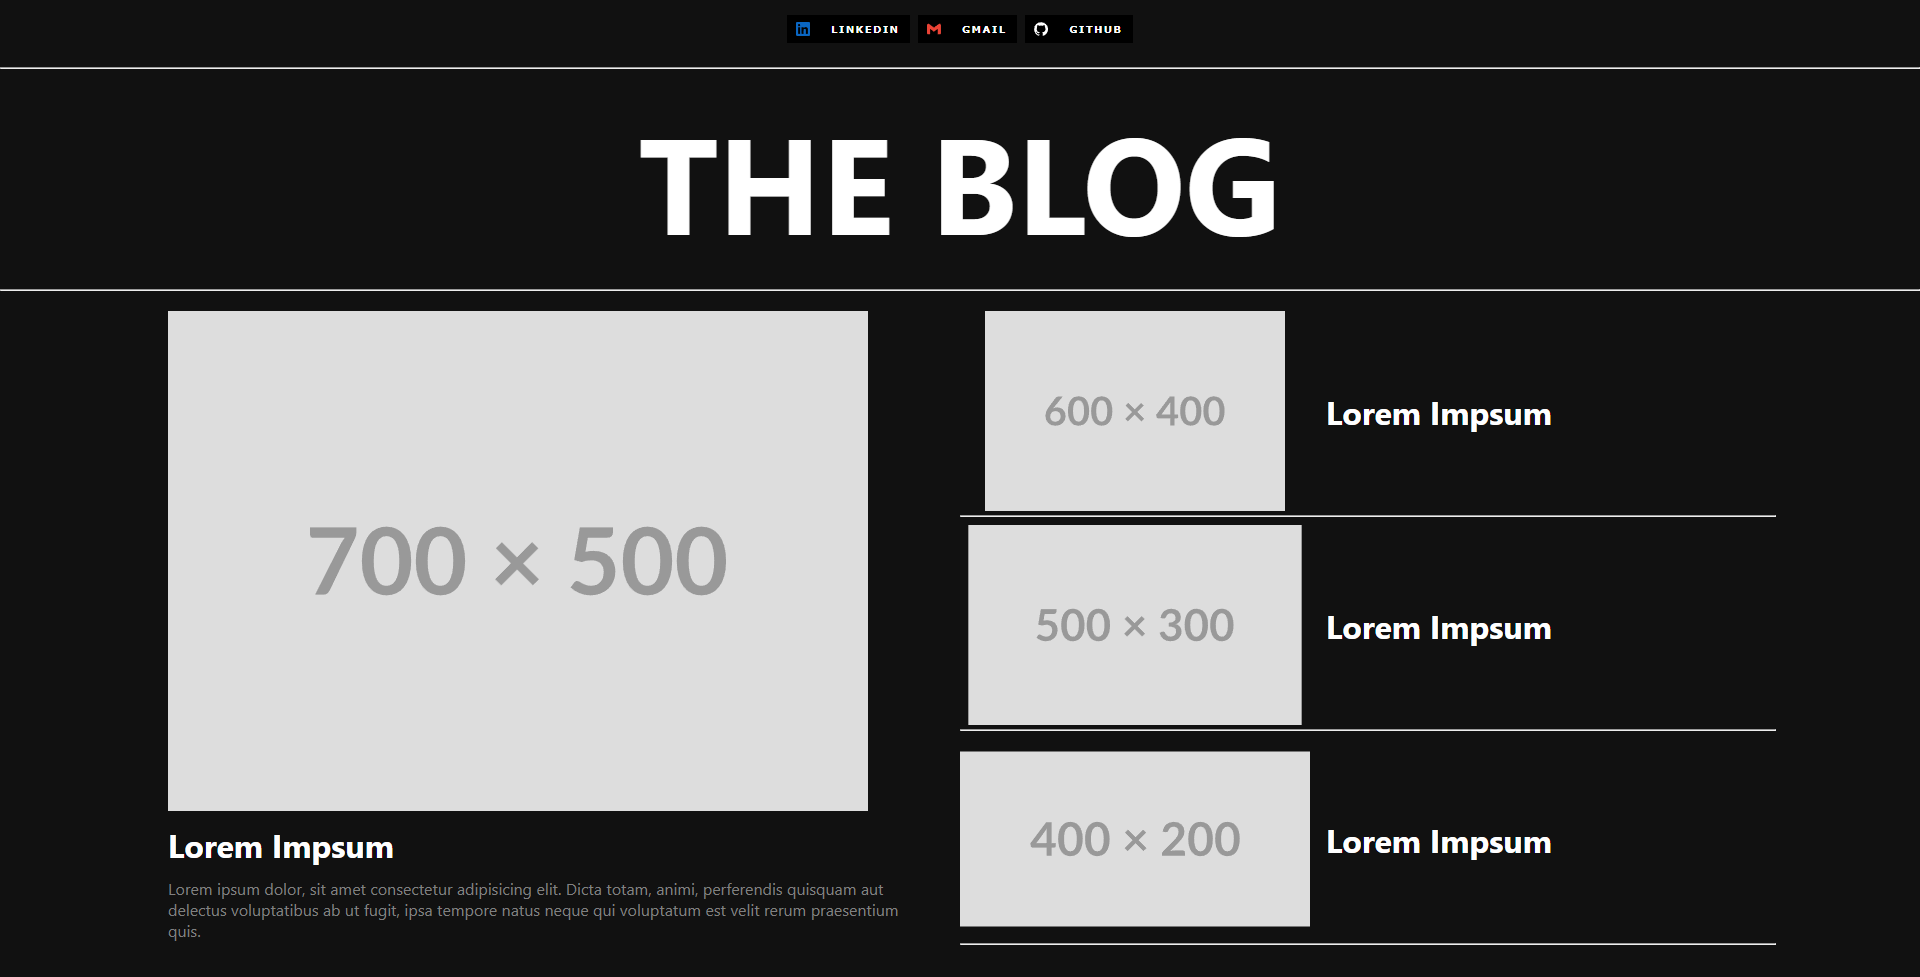 LINKEDIN
GMAIL
GITHUB
THE BLOG
700 × 500
Lorem Impsum
Lorem ipsum dolor, sit amet consectetur adipisicing elit. Dicta totam, animi, perferendis quisquam aut
delectus voluptatibus ab ut fugit, ipsa tempore natus neque qui voluptatum est velit rerum praesentium
quis.
600 × 400
Lorem Impsum
500 × 300
Lorem Impsum
400 × 200
Lorem Impsum